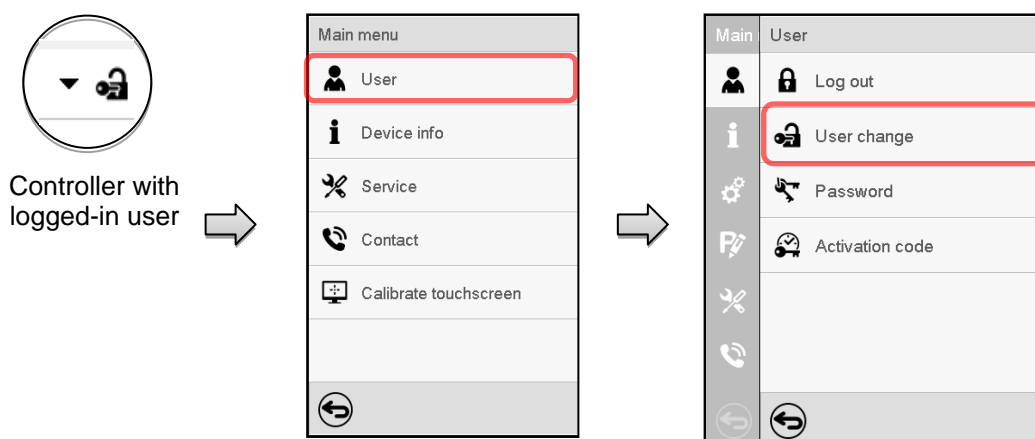 Controller with
logged-in user
Main menu
User
Device info
Service
Contact
Calibrate touchscreen
Main
User
Log out
User change
Password
Activation code